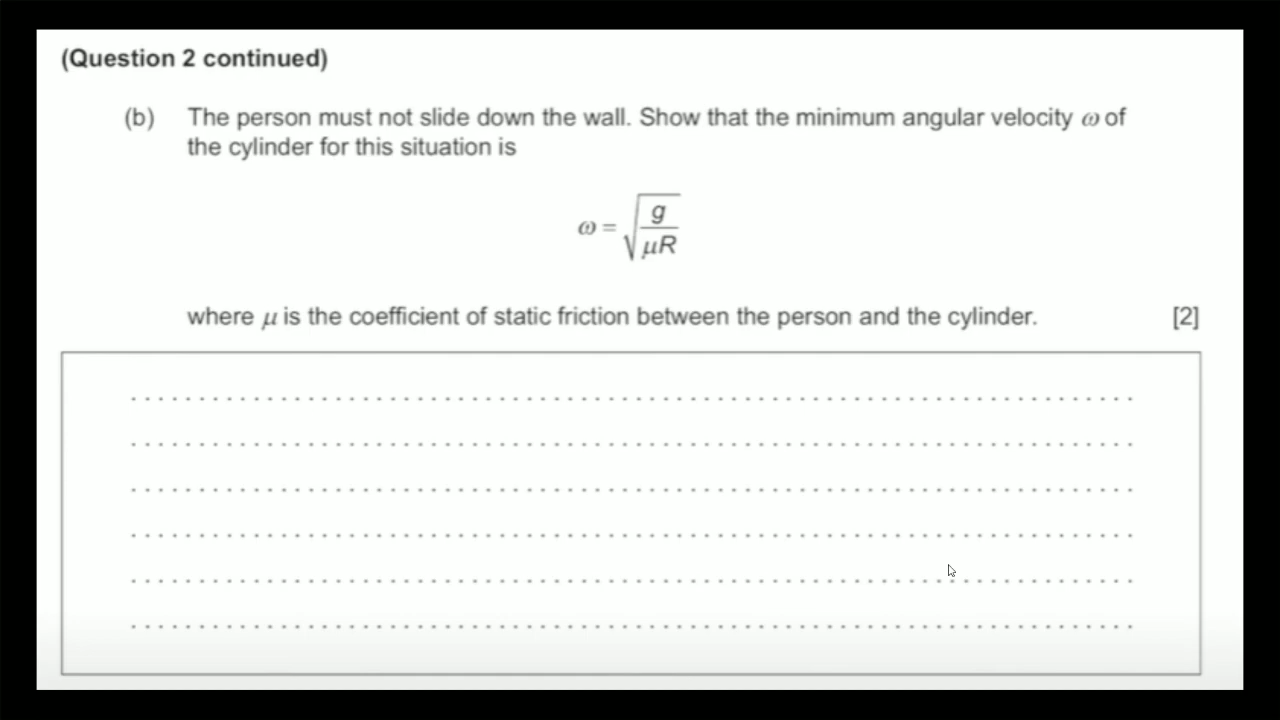 (Question 2 continued)
(b) The person must not slide down the wall. Show that the minimum angular velocity ω of
the cylinder for this situation is
ω = √(g/μR)
where μ is the coefficient of static friction between the person and the cylinder. [2]